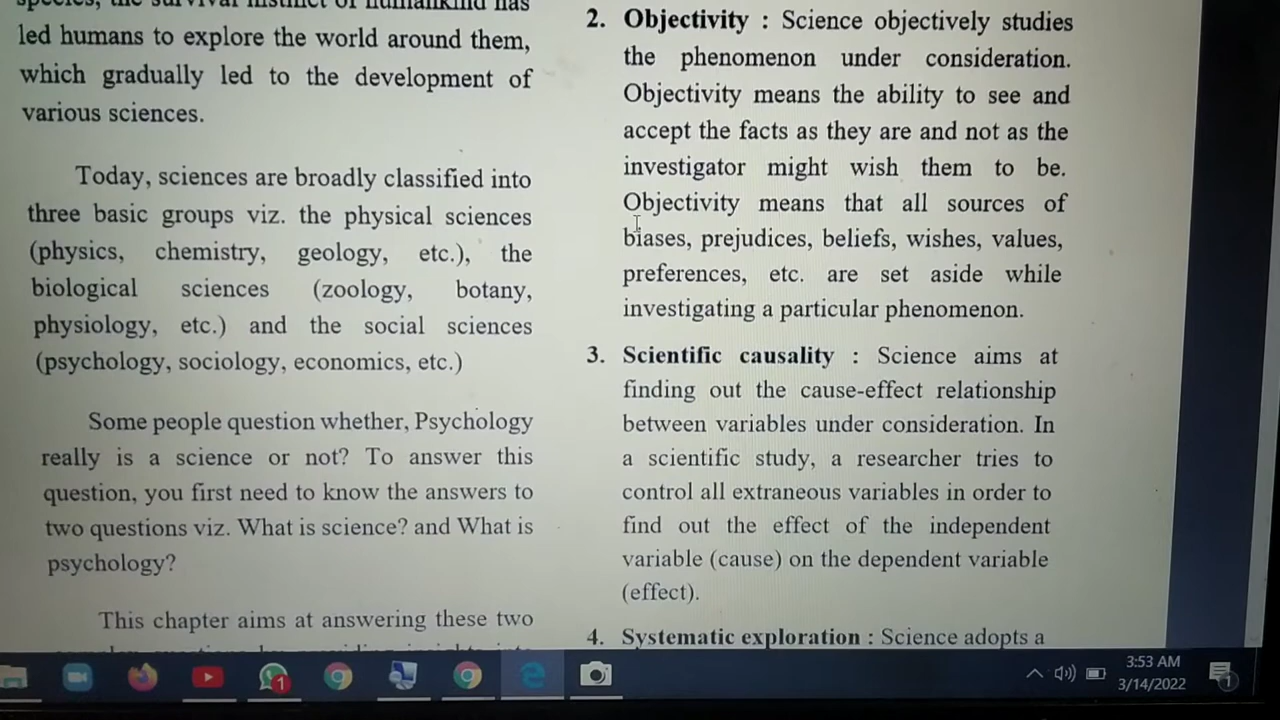 species, the survival instinct of humankind has
led humans to explore the world around them,
which gradually led to the development of
various sciences.
Today, sciences are broadly classified into
three basic groups viz. the physical sciences
(physics, chemistry, geology, etc.), the
biological sciences (zoology, botany,
physiology, etc.) and the social sciences
(psychology, sociology, economics, etc.)
Some people question whether, Psychology
really is a science or not? To answer this
question, you first need to know the answers to
two questions viz. What is science? and What is
psychology?
This chapter aims at answering these two
2. Objectivity : Science objectively studies
the phenomenon under consideration.
Objectivity means the ability to see and
accept the facts as they are and not as the
investigator might wish them to be.
Objectivity means that all sources of
biases, prejudices, beliefs, wishes, values,
preferences, etc. are set aside while
investigating a particular phenomenon.
3. Scientific causality : Science aims at
finding out the cause-effect relationship
between variables under consideration. In
a scientific study, a researcher tries to
control all extraneous variables in order to
find out the effect of the independent
variable (cause) on the dependent variable
(effect).
4. Systematic exploration : Science adopts a
1
3:53 AM
3/14/2022
1